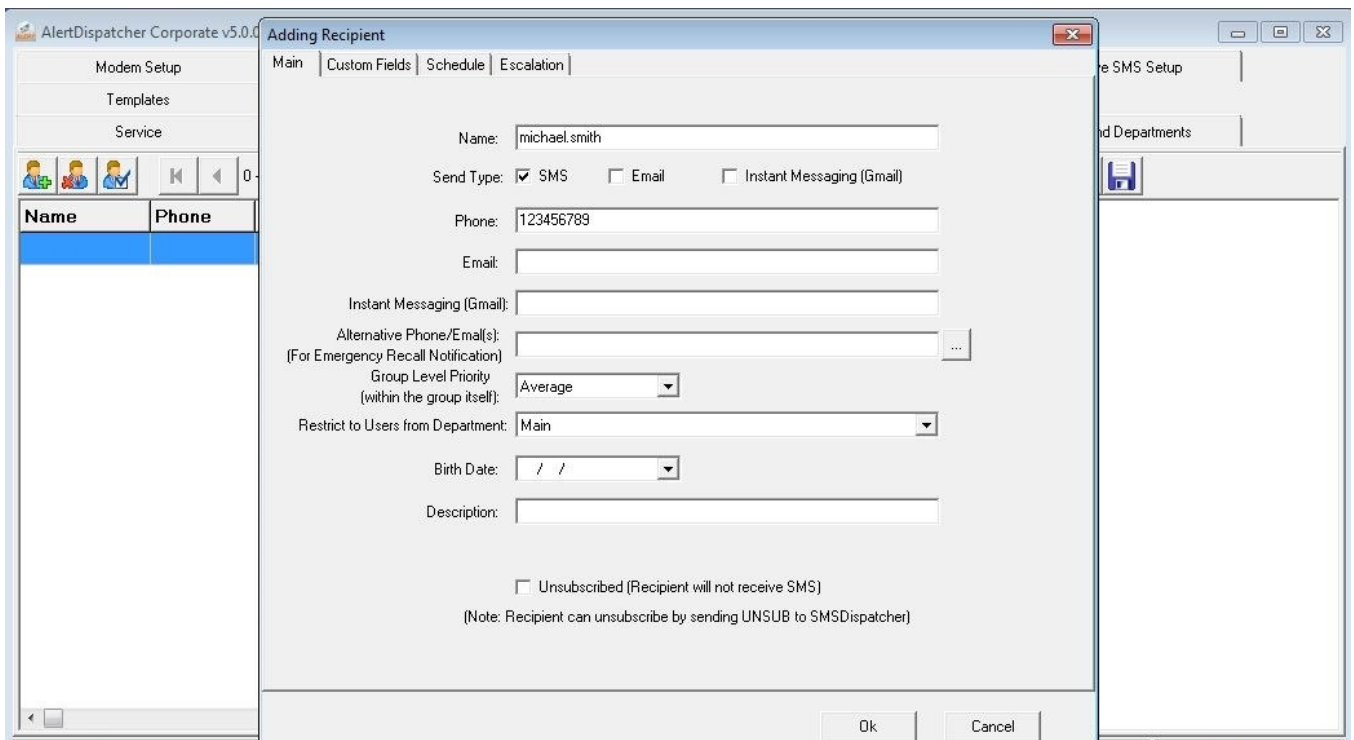 AlertDispatcher Corporate v5.0.0
Adding Recipient
Modem Setup
Main Custom Fields Schedule Escalation
SMS Setup
Templates
Service
Departments
Name: michael.smith
Send Type: SMS Email Instant Messaging (Gmail)
0 -
Name Phone
Phone: 123456789
Email:
Instant Messaging (Gmail):
Alternative Phone/Emal(s):
(For Emergency Recall Notification)
...
Group Level Priority
(within the group itself):
Average
Restrict to Users from Department: Main
Birth Date: / /
Description:
Unsubscribed (Recipient will not receive SMS)
(Note: Recipient can unsubscribe by sending UNSUB to SMSDispatcher)
Ok Cancel